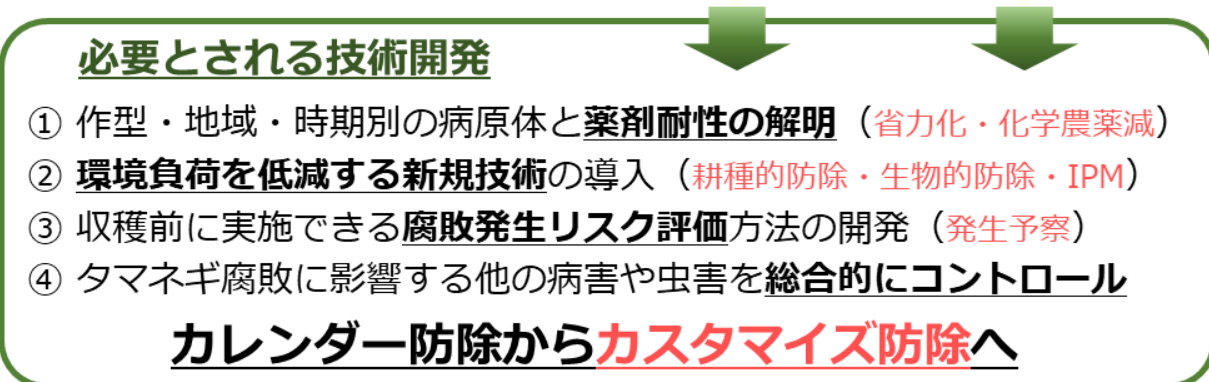 必要とされる技術開発
① 作型・地域・時期別の病原体と薬剤耐性の解明（省力化・化学農薬減）
② 環境負荷を低減する新規技術の導入（耕種的防除・生物的防除・IPM）
③ 収穫前に実施できる腐敗発生リスク評価方法の開発（発生予察）
④ タマネギ腐敗に影響する他の病害や虫害を総合的にコントロール
カレンダー防除からカスタマイズ防除へ